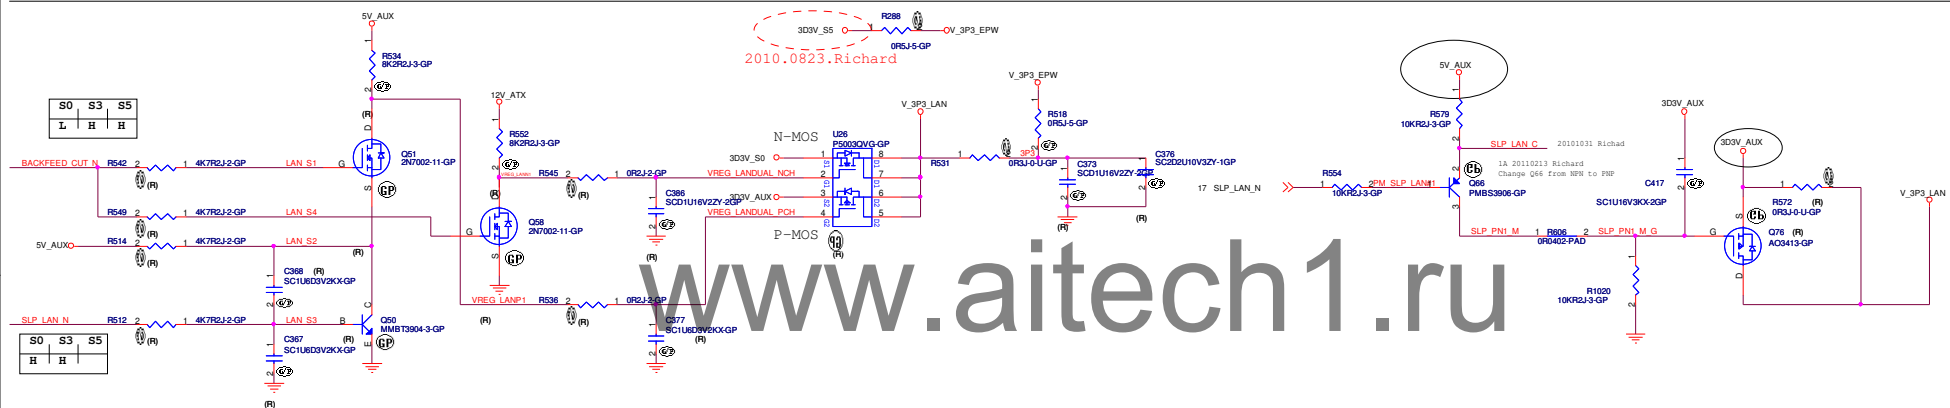 5V_AUX
R534
8K2R2J-3-GP
S0 S3 S5
L H H
BACKFEED_CUT_N
R542
4K7R2J-2-GP
LAN_S1
Q51
2N7002-11-GP
R549
4K7R2J-2-GP
LAN_S4
5V_AUX
R514
4K7R2J-2-GP
LAN_S2
C368
SC1U6D3V2KX-GP
SLP_LAN_N
R512
4K7R2J-2-GP
LAN_S3
Q50
MMBT3904-3-GP
C367
SC1U6D3V2KX-GP
S0 S3 S5
H H
12V_ATX
R552
8K2R2J-3-GP
R545
0R2J-2-GP
Q58
2N7002-11-GP
VREG_LANP1
R536
0R2J-2-GP
C386
SCD1U16V2ZY-2GP
C377
SC1U6D3V2KX-GP
3D3V_S5
R288
0R5J-5-GP
V_3P3_EPW
2010.0823.Richard
N-MOS
U26
P5003QVG-GP
3D3V_S0
VREG_LANDUAL_NCH
3D3V_AUX
VREG_LANDUAL_PCH
P-MOS
V_3P3_LAN
R531
0R3J-0-U-GP
V_3P3_EPW
R518
0R5J-5-GP
C373
SCD1U16V2ZY-2GP
C376
SC2D2U10V3ZY-1GP
17 SLP_LAN_N
R554
10KR2J-3-GP
PM_SLP_LAN#1
5V_AUX
R579
10KR2J-3-GP
SLP_LAN_C
20101031 Richad
1A 20110213 Richard
Change Q66 from NPN to PNP
Q66
PMBS3906-GP
SLP_PN1_M
R606
0R0402-PAD
SLP_PN1_M_G
R1020
10KR2J-3-GP
3D3V_AUX
C417
SC1U16V3KX-2GP
3D3V_AUX
R572
0R3J-0-U-GP
Q76
AO3413-GP
V_3P3_LAN
www.aitech1.ru